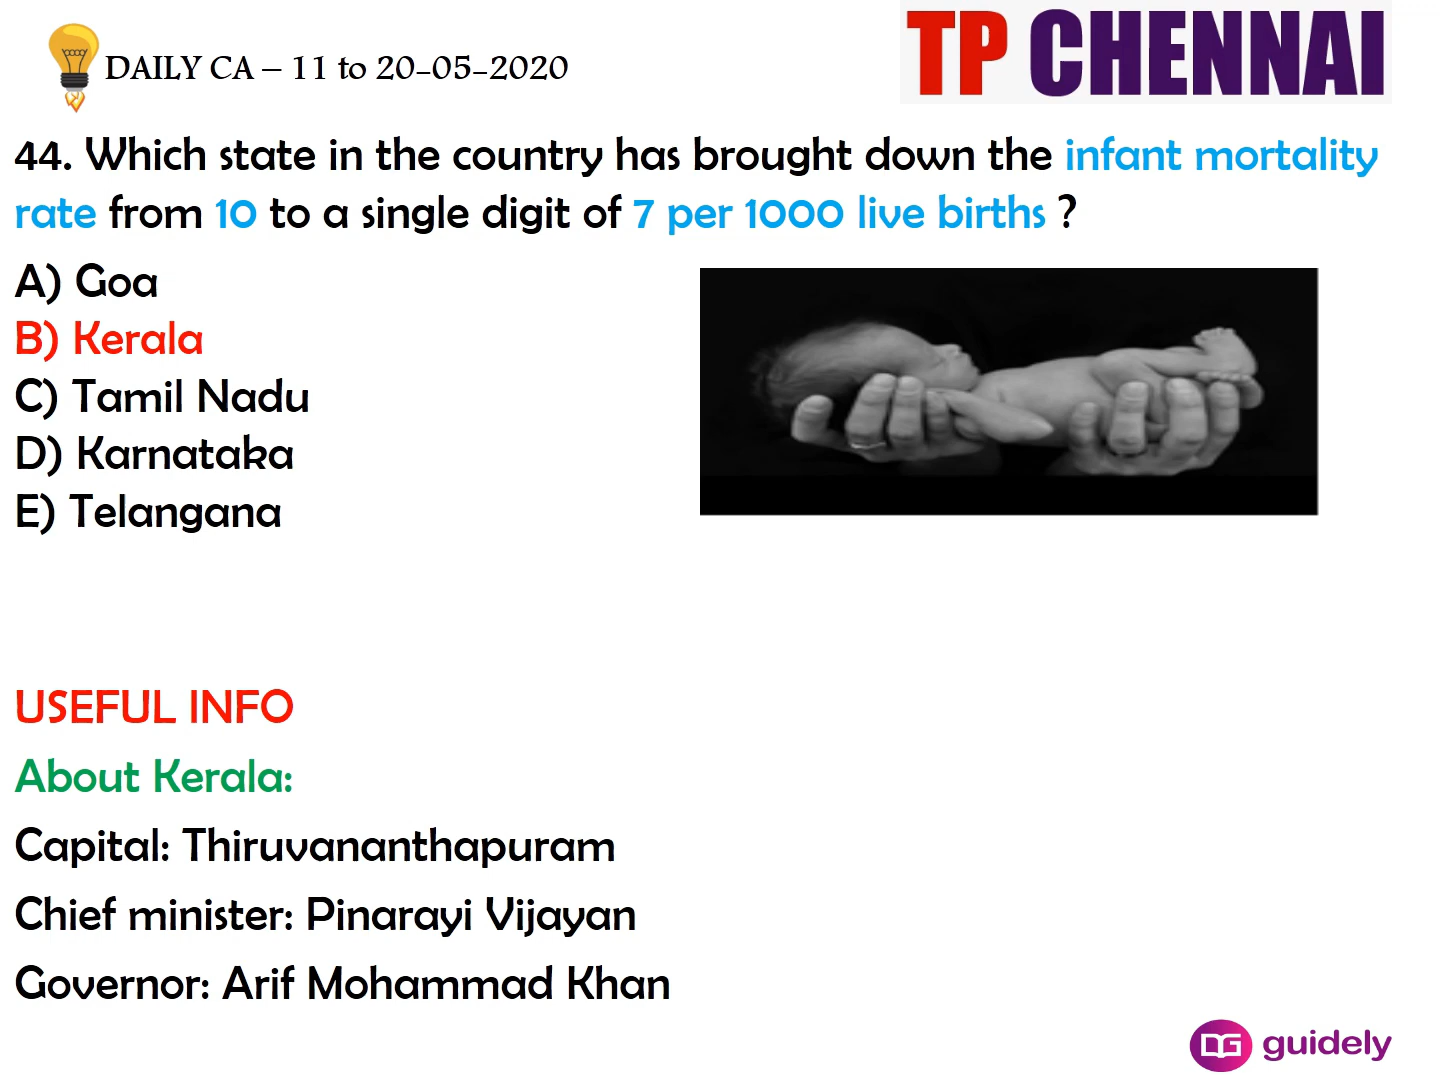 DAILY CA – 11 to 20-05-2020
TP CHENNAI
44. Which state in the country has brought down the infant mortality
rate from 10 to a single digit of 7 per 1000 live births ?
A) Goa
B) Kerala
C) Tamil Nadu
D) Karnataka
E) Telangana
USEFUL INFO
About Kerala:
Capital: Thiruvananthapuram
Chief minister: Pinarayi Vijayan
Governor: Arif Mohammad Khan
guidely